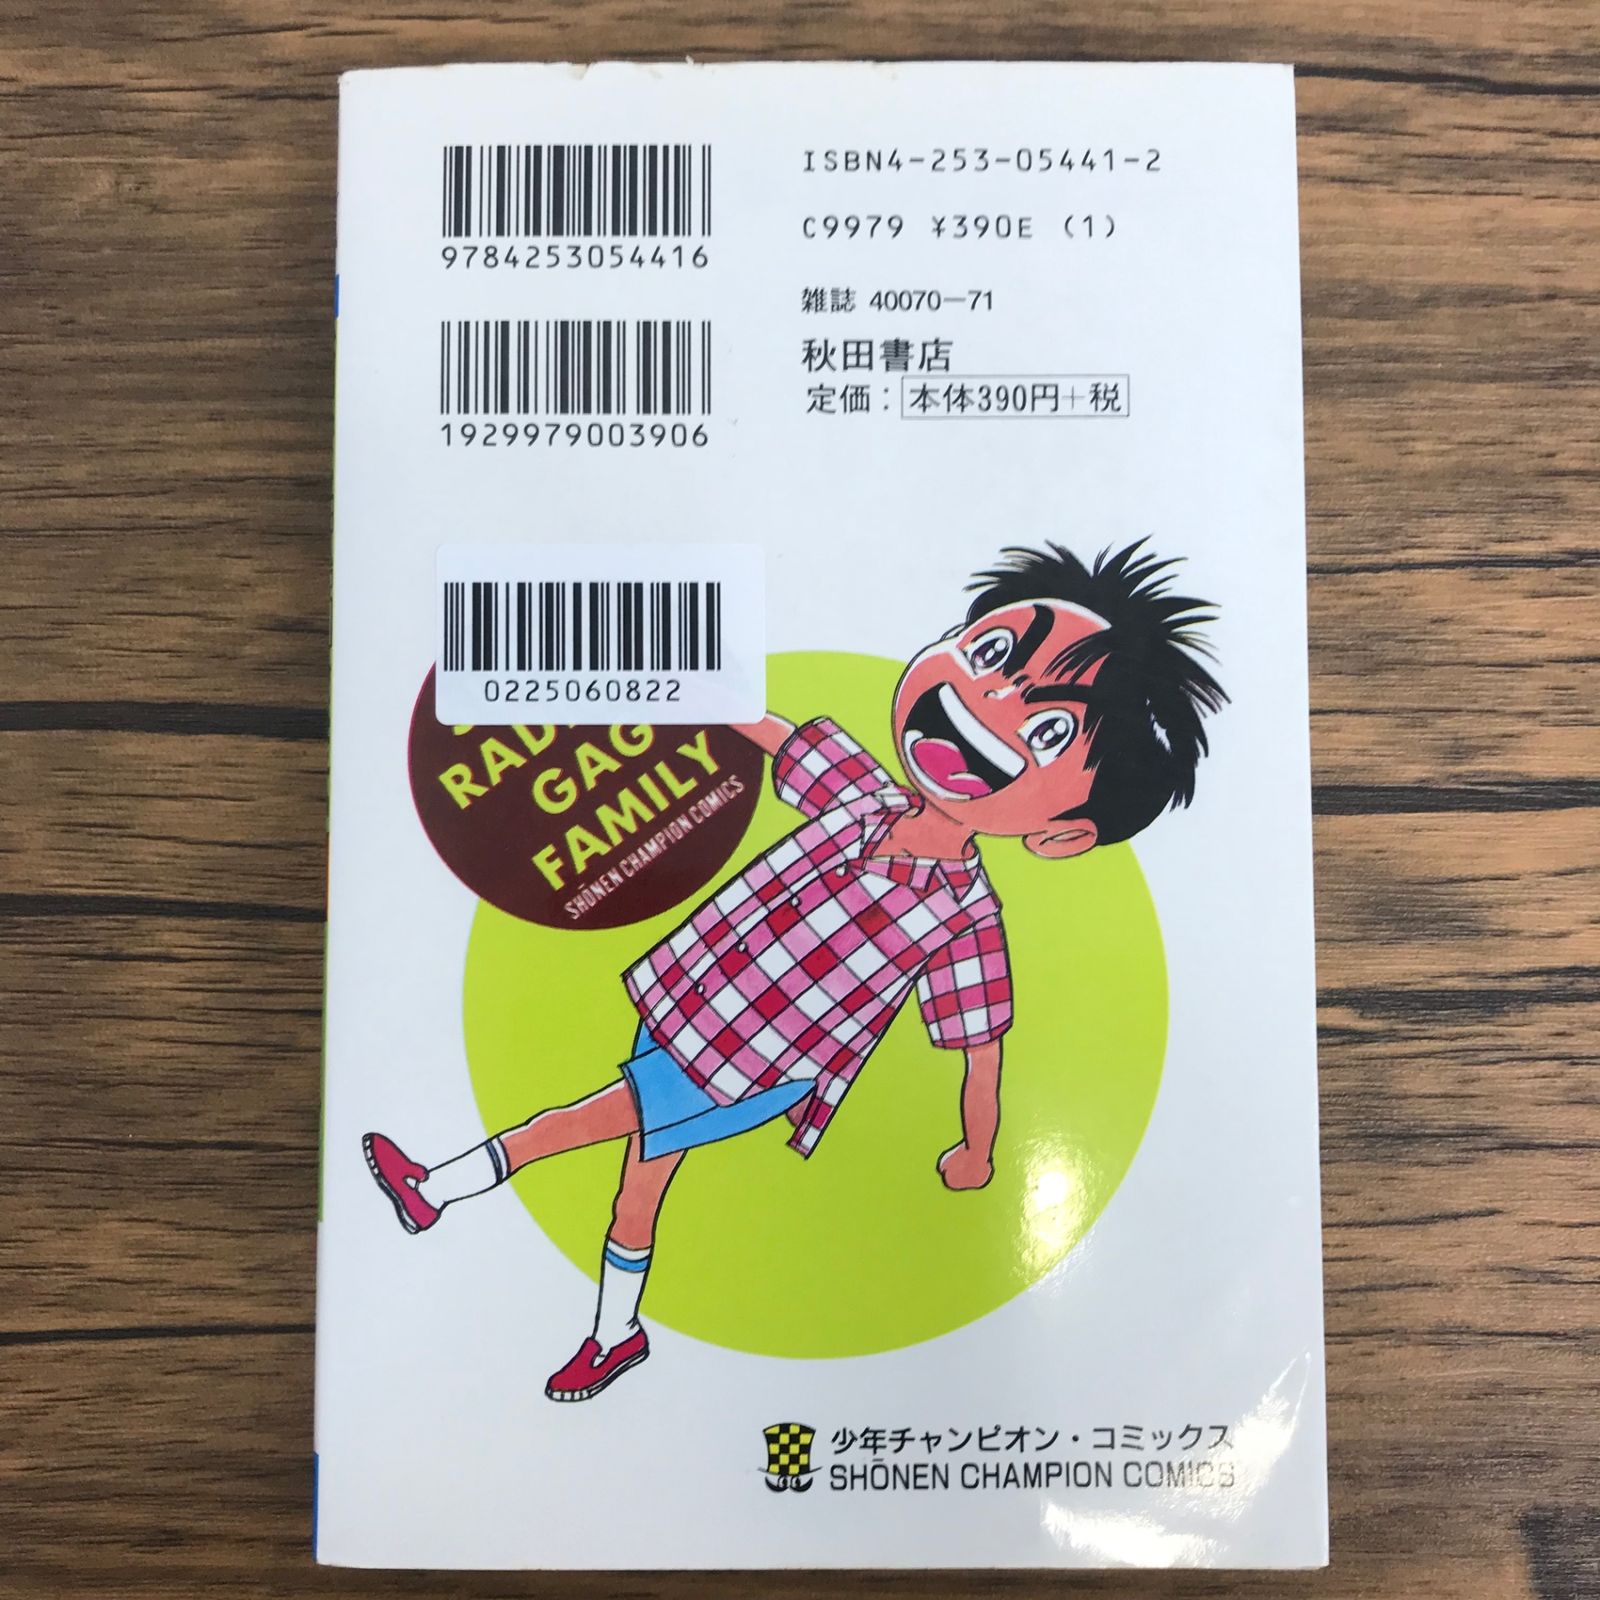 ISBN4-253-05441-2
C9979 ¥390E (1)
雑誌 40070-71
秋田書店
定価：本体390円+税
9784253054416
1929979003906
0225060822
GAG
FAMILY
SHŌNEN CHAMPION COMICS
少年チャンピオン・コミックス
SHŌNEN CHAMPION COMICS